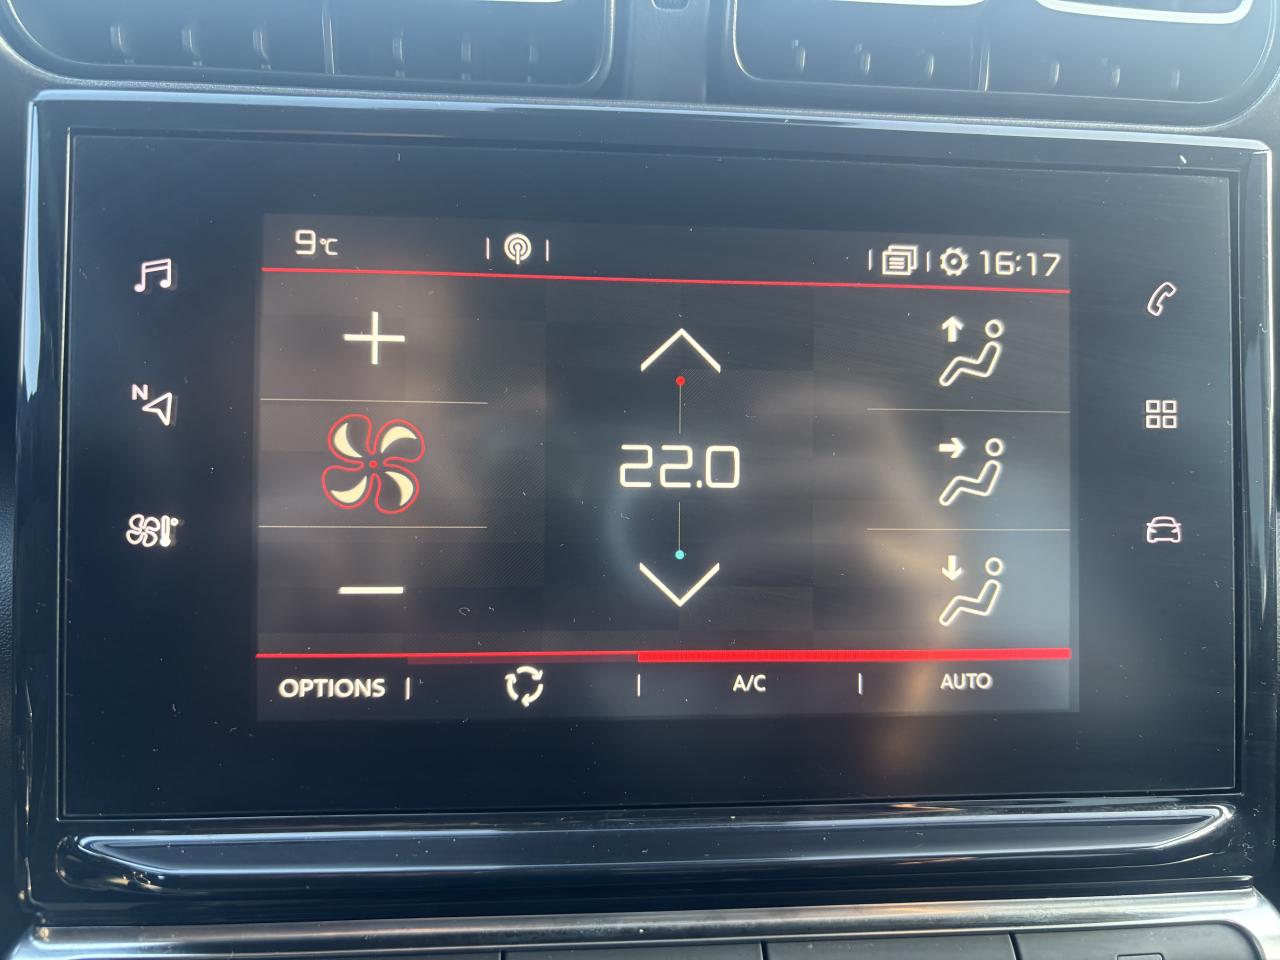 9°C
16:17
N
22.0
OPTIONS
A/C
AUTO